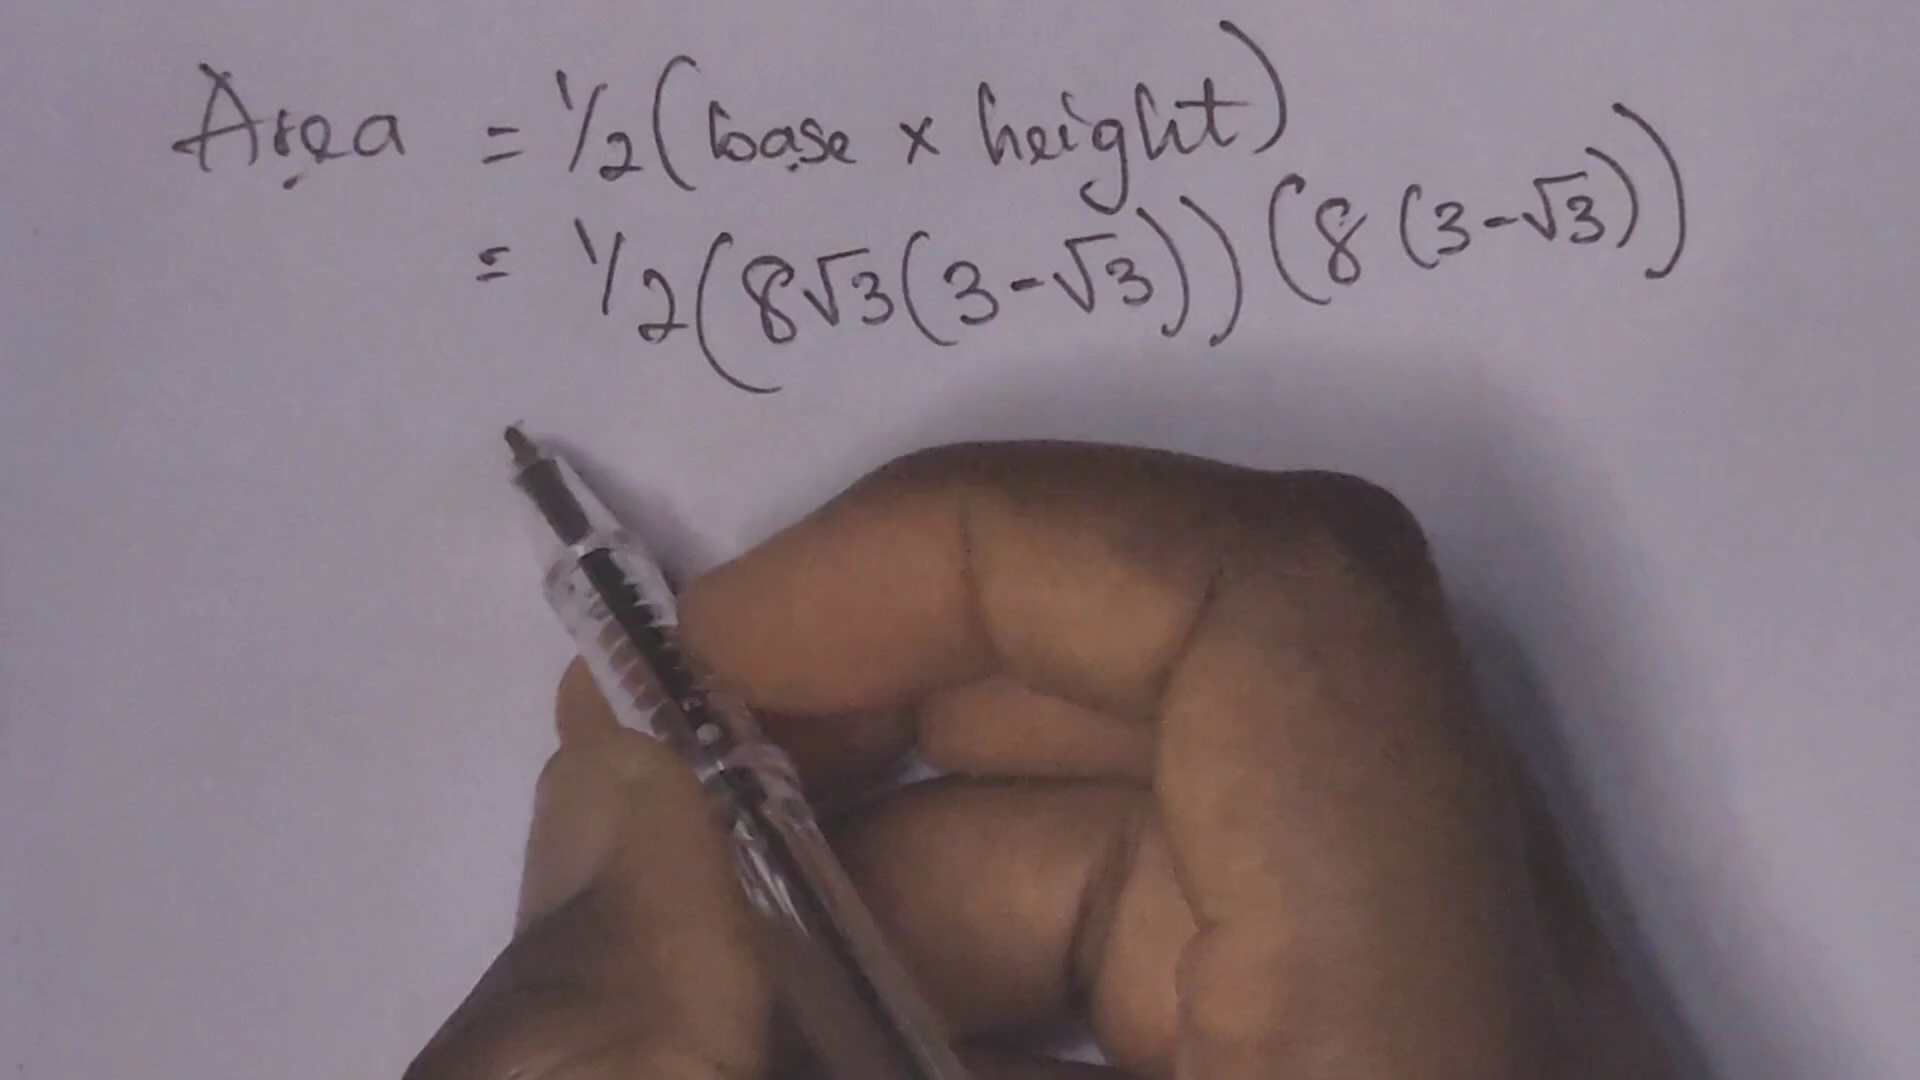 Area = 1/2(base × height)
= 1/2(8√3(3-√3))(8(3-√3))